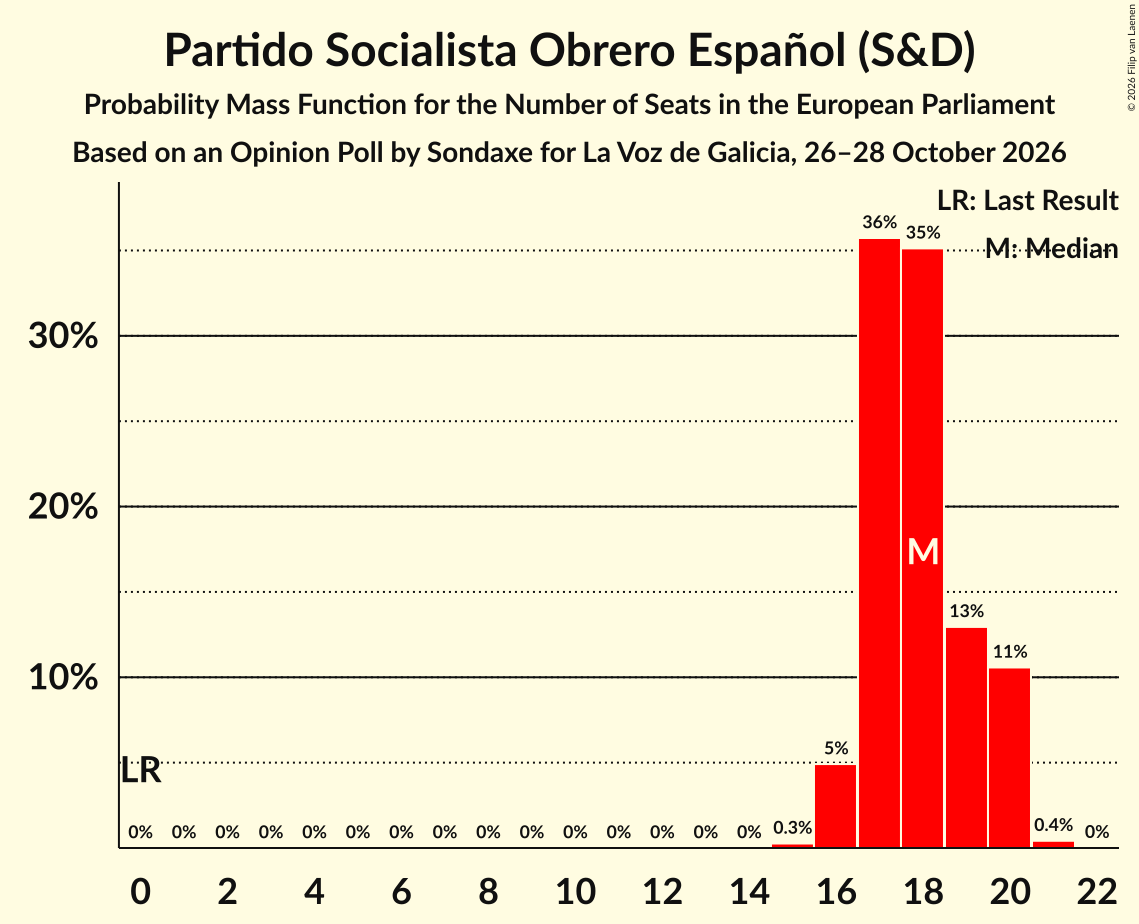 Partido Socialista Obrero Español (S&D)
Probability Mass Function for the Number of Seats in the European Parliament
Based on an Opinion Poll by Sondaxe for La Voz de Galicia, 26–28 October 2026
© 2026 Filip van Laenen
LR: Last Result
M: Median
36% 35%
30%
20%
M
13%
11%
10%
5%
LR
0% 0% 0% 0% 0% 0% 0% 0% 0% 0% 0% 0% 0% 0% 0% 0.3% 0.4% 0%
0 2 4 6 8 10 12 14 16 18 20 22